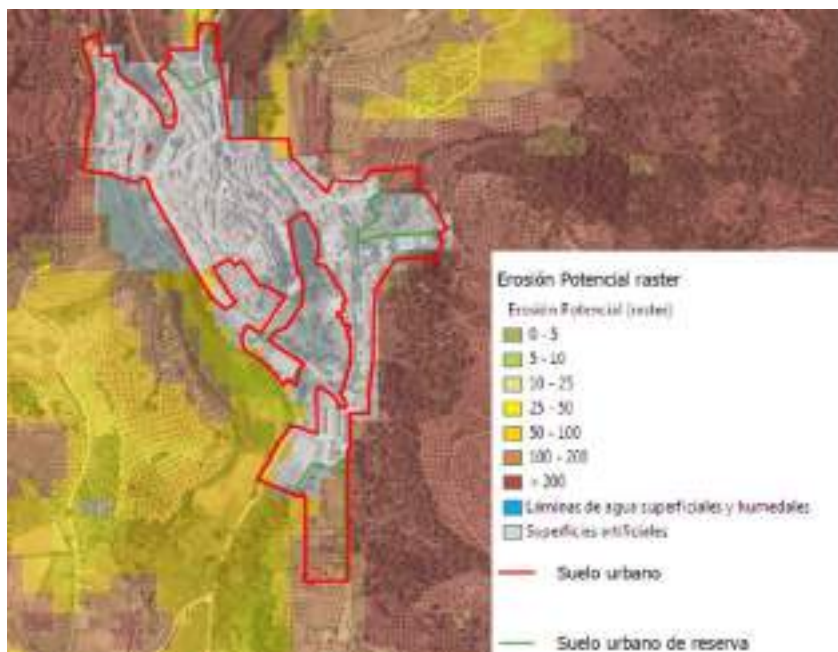 Erosión Potencial raster
Erosión Potencial (raster)
0 - 5
5 - 10
10 - 25
25 - 50
50 - 100
100 - 200
> 200
Láminas de agua superficiales y humedales
Superficies artificiales
Suelo urbano
Suelo urbano de reserva